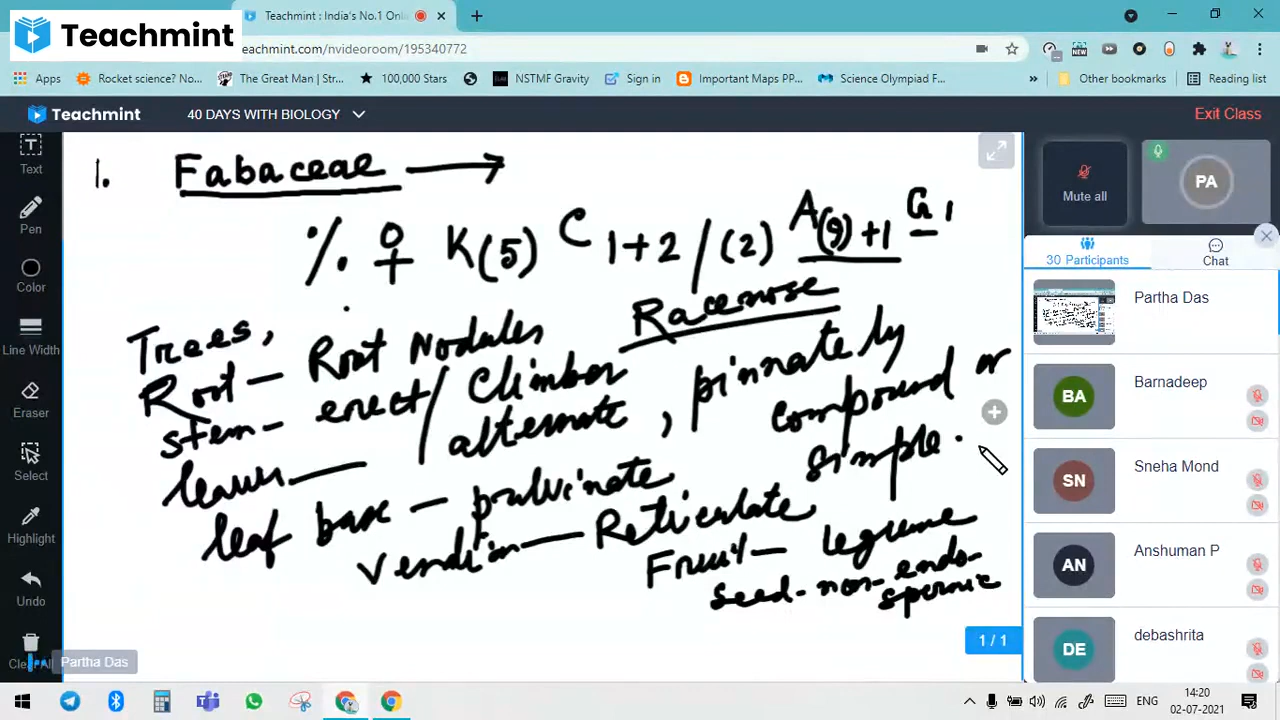 Teachmint : India's No.1 Onli
Teachmint
eachmint.com/nvideoroom/195340772
NEW
Apps
Rocket science? No...
The Great Man | Str...
100,000 Stars
NSTMF Gravity
Sign in
Important Maps PP...
Science Olympiad F...
»
Other bookmarks
Reading list
Teachmint
40 DAYS WITH BIOLOGY
Exit Class
Text
Pen
Color
Line Width
Eraser
Select
Highlight
Undo
1. Fabaceae →
% ⚥ K(5) C 1+2/(2) A(9)+1 G 1
Racemose
Trees,
Root — Root Nodules
stem — erect/ Climber
leaves — alternate, pinnately
compound or
simple.
leaf base — pulvinate
Reticulate
Fruit — legume
seed - non-endo-
spermic
1 / 1
Partha Das
Mute all
PA
30 Participants
Chat
Partha Das
BA
Barnadeep
SN
Sneha Mond
AN
Anshuman P
DE
debashrita
ENG
14:20
02-07-2021